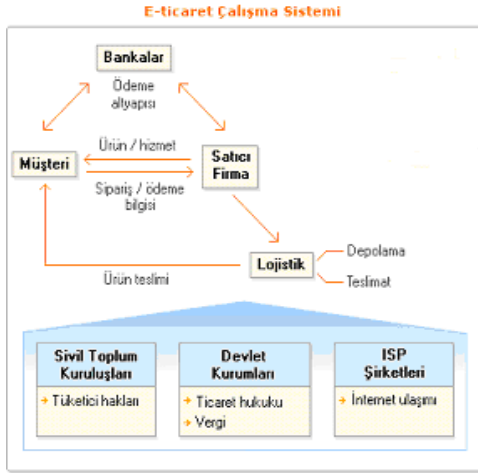 E-ticaret Çalışma Sistemi
Bankalar
Ödeme
altyapısı
Ürün / hizmet
Müşteri
Satıcı
Firma
Sipariş / ödeme
bilgisi
Lojistik
Depolama
Teslimat
Ürün teslimi
Sivil Toplum
Kuruluşları
Tüketici hakları
Devlet
Kurumları
Ticaret hukuku
Vergi
ISP
Şirketleri
İnternet ulaşımı